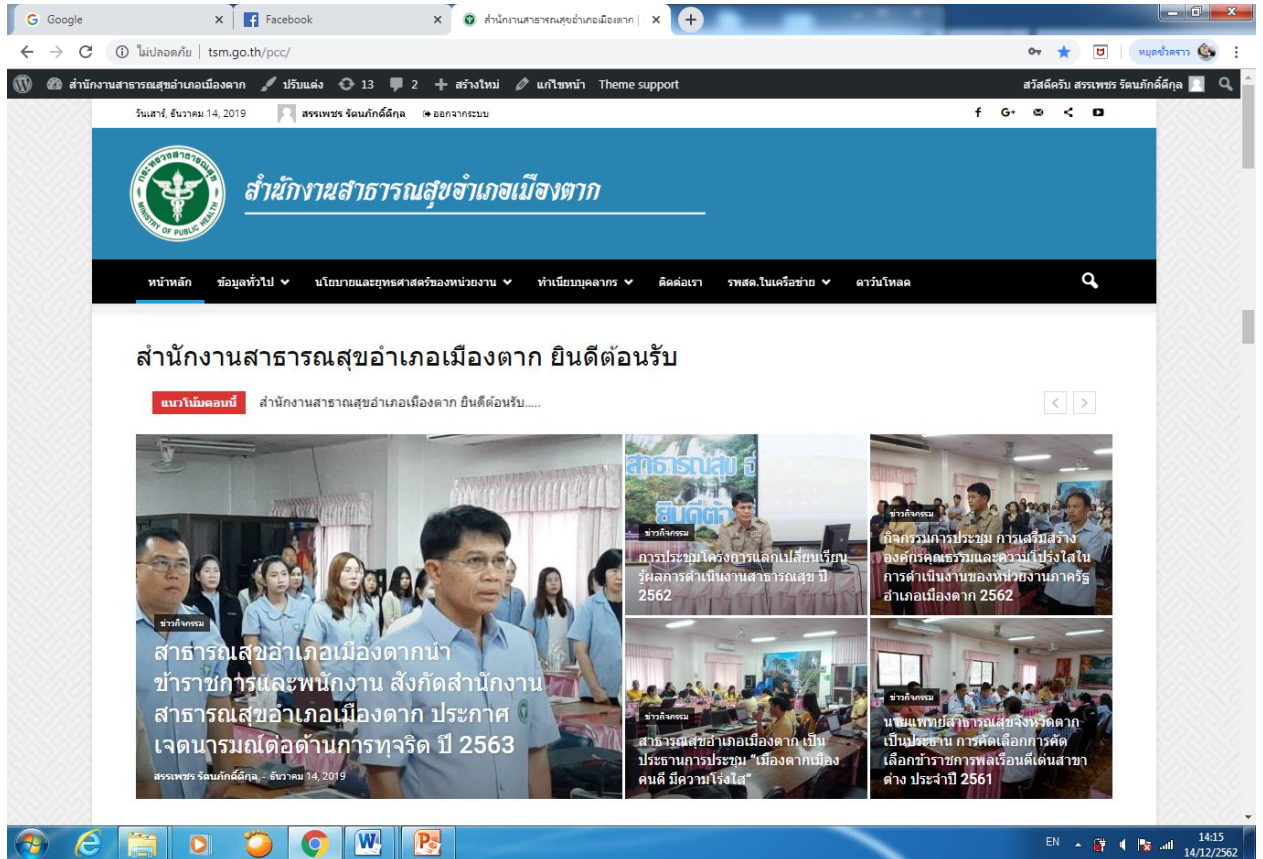 Google
Facebook
สำนักงานสาธารณสุขอำเภอเมืองตาก |
ไม่ปลอดภัย | tsm.go.th/pcc/
หยุดชั่วคราว
สำนักงานสาธารณสุขอำเภอเมืองตาก ปรับแต่ง 13 2 + สร้างใหม่ แก้ไขหน้า Theme support
สวัสดีครับ สรรเพชร รัตนภักดิ์ดีกุล
วันเสาร์, ธันวาคม 14, 2019 สรรเพชร รัตนภักดิ์ดีกุล ออกจากระบบ
กระทรวงสาธารณสุข
MINISTRY OF PUBLIC HEALTH
สำนักงานสาธารณสุขอำเภอเมืองตาก
หน้าหลัก ข้อมูลทั่วไป นโยบายและยุทธศาสตร์ของหน่วยงาน ทำเนียบบุคลากร ติดต่อเรา รพสต.ในเครือข่าย ดาว์นโหลด
สำนักงานสาธารณสุขอำเภอเมืองตาก ยินดีต้อนรับ
แนวโน้มตอนนี้ สำนักงานสาธาณสุขอำเภอเมืองตาก ยินดีต้อนรับ.....
ข่าวกิจกรรม
สาธารณสุขอำเภอเมืองตากนำ
ข้าราชการและพนักงาน สังกัดสำนักงาน
สาธารณสุขอำเภอเมืองตาก ประกาศ
เจตนารมณ์ต่อด้านการทุจริต ปี 2563
สรรเพชร รัตนภักดิ์ดีกุล - ธันวาคม 14, 2019
สาธารณสุข อ
ยินดีต้
ข่าวกิจกรรม
การประชุมโครงการแลกเปลี่ยนเรียน
รู้ผลการดำเนินงานสาธารณสุข ปี
2562
ข่าวกิจกรรม
กิจกรรมการประชุม การเสริมสร้าง
องค์กรคุณธรรมและความโปร่งใสใน
การดำเนินงานของหน่วยงานภาครัฐ
อำเภอเมืองตาก 2562
ข่าวกิจกรรม
สาธารณสุขอำเภอเมืองตาก เป็น
ประธานการประชุม "เมืองตากเมือง
คนดี มีความโร่งใส"
ข่าวกิจกรรม
นายแพทย์สาธารณสุขจังหวัดตาก
เป็นประธาน การคัดเลือกการคัด
เลือกข้าราชการพลเรือนดีเด่นสาขา
ต่าง ประจำปี 2561
EN
14:15
14/12/2562